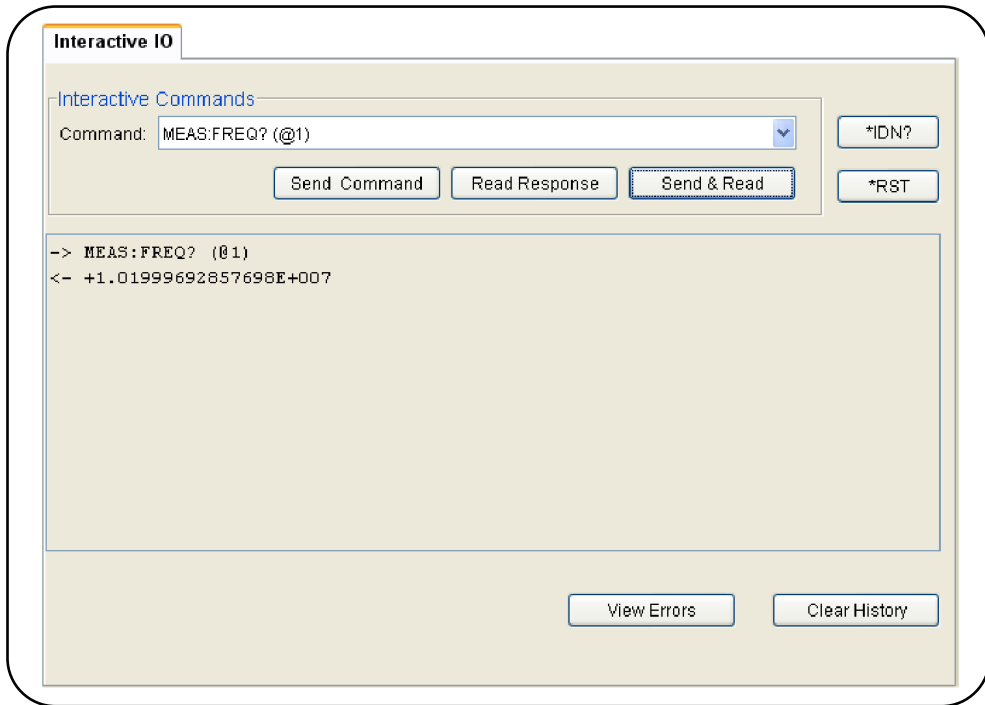 Interactive IO
Interactive Commands
Command: MEAS:FREQ? (@1)
*IDN?
Send Command Read Response Send & Read
*RST
-> MEAS:FREQ? (@1)
<- +1.01999692857698E+007
View Errors Clear History